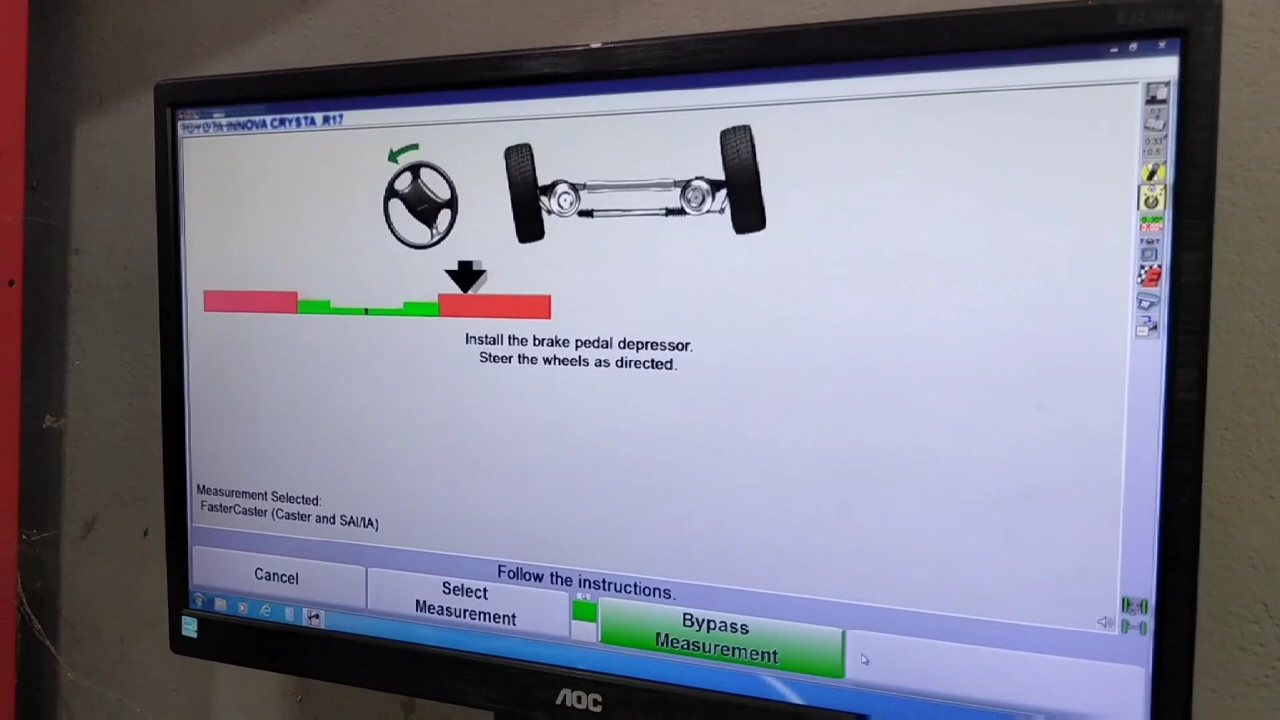 TOYOTA INNOVA CRYSTA R17
Install the brake pedal depressor.
Steer the wheels as directed.
Measurement Selected:
FasterCaster (Caster and SAI/IA)
Follow the instructions.
Cancel
Select
Measurement
Bypass
Measurement
AOC